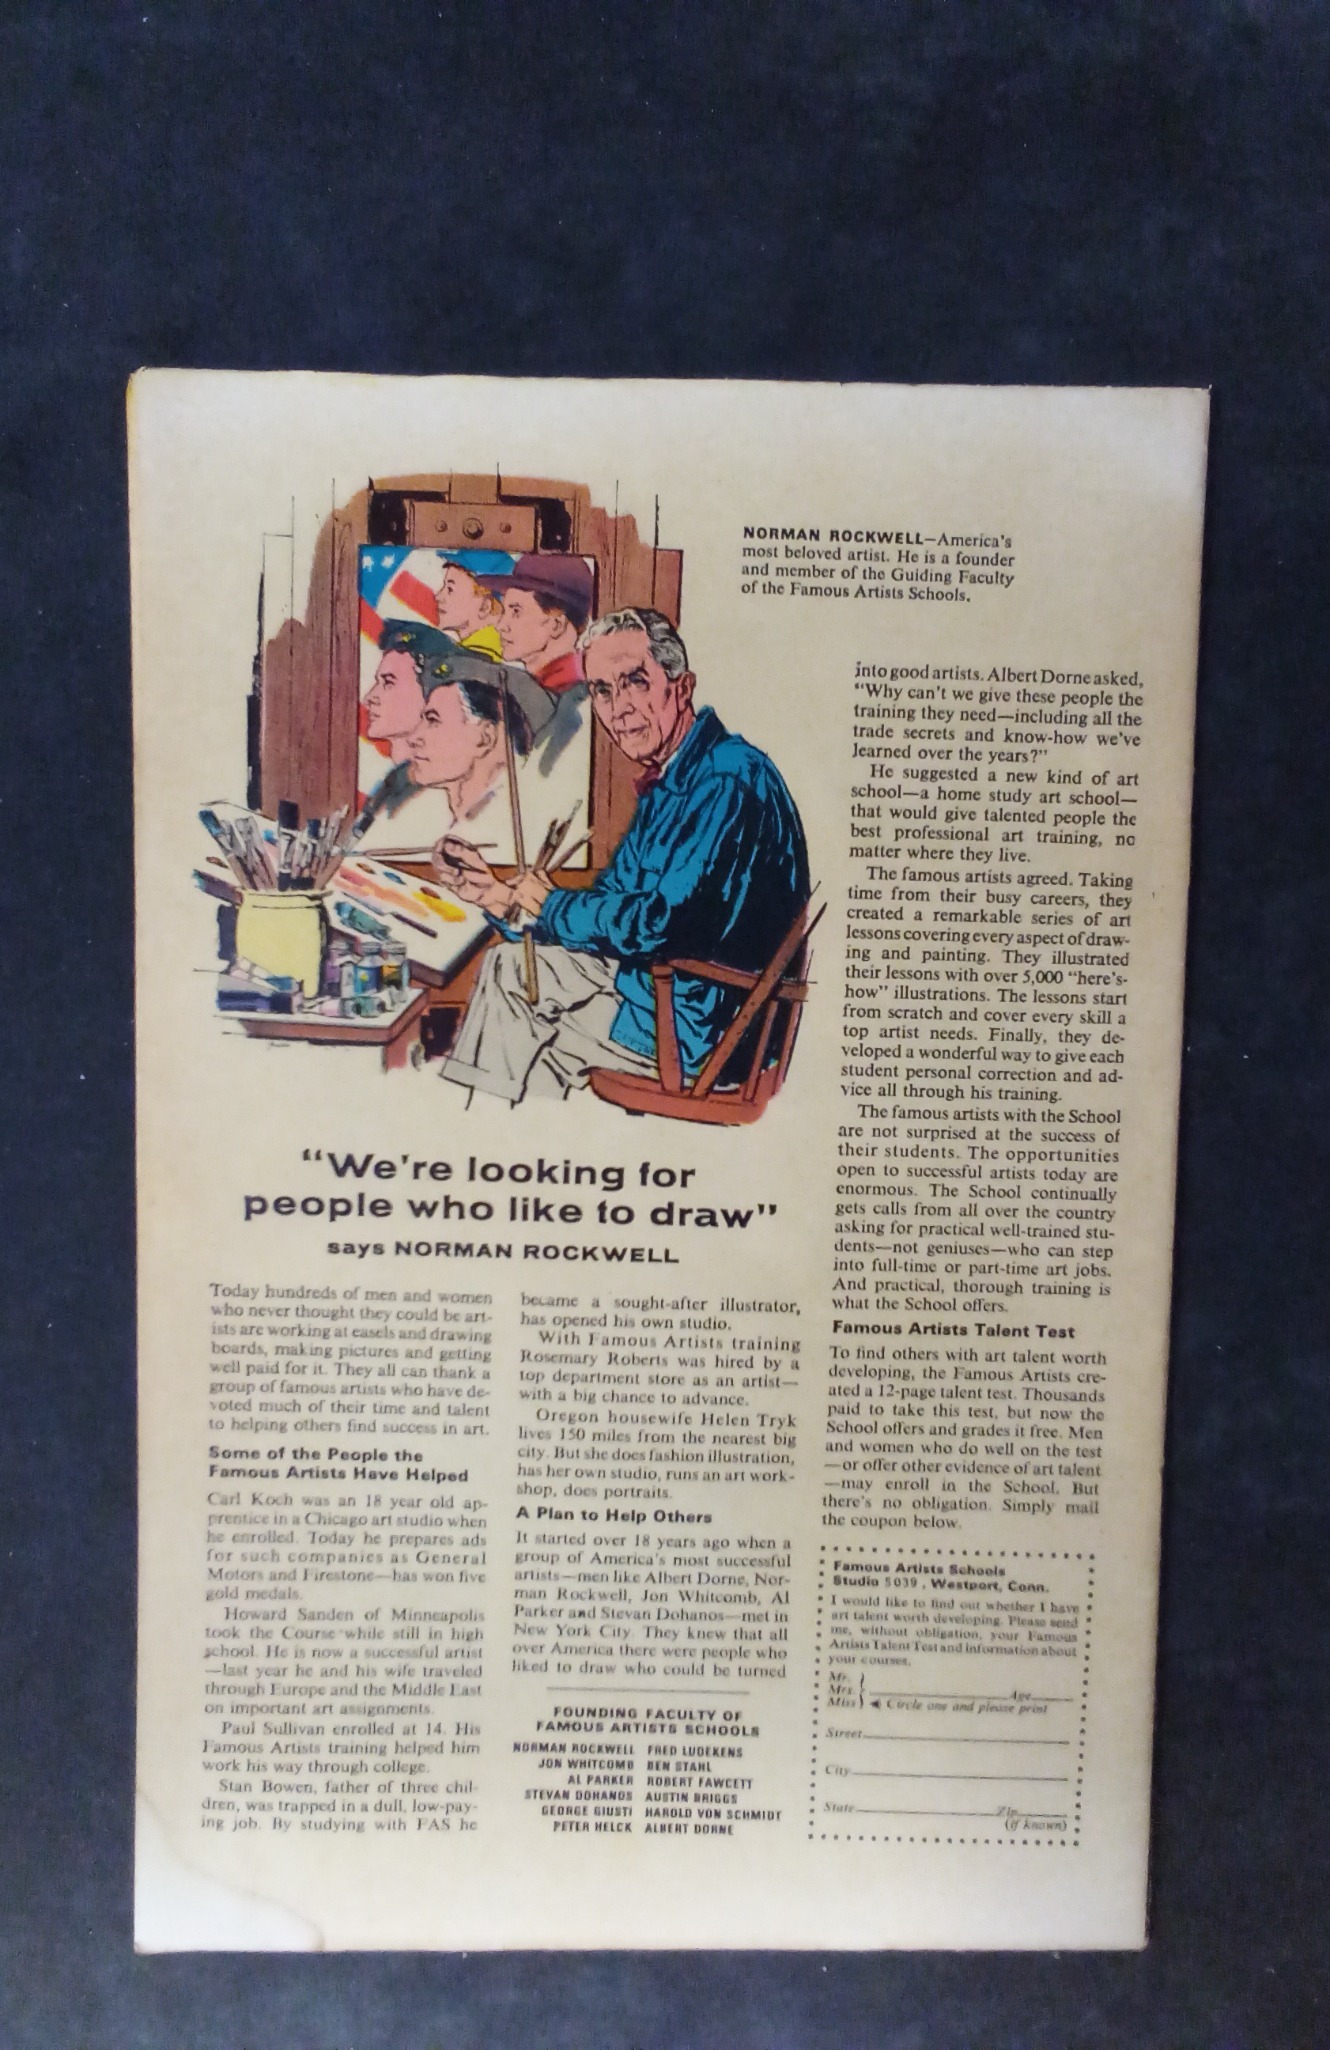 NORMAN ROCKWELL—America's
most beloved artist. He is a founder
and member of the Guiding Faculty
of the Famous Artists Schools.
"We're looking for
people who like to draw"
says NORMAN ROCKWELL
Today hundreds of men and women
who never thought they could be art-
ists are working at easels and drawing
boards, making pictures and getting
well paid for it. They all can thank a
group of famous artists who have de-
voted much of their time and talent
to helping others find success in art.
Some of the People the
Famous Artists Have Helped
Carl Koch was an 18 year old ap-
prentice in a Chicago art studio when
he enrolled. Today he prepares ads
for such companies as General
Motors and Firestone—has won five
gold medals.
Howard Sanden of Minneapolis
took the Course while still in high
school. He is now a successful artist
—last year he and his wife traveled
through Europe and the Middle East
on important art assignments.
Paul Sullivan enrolled at 14. His
Famous Artists training helped him
work his way through college.
Stan Bowen, father of three chil-
dren, was trapped in a dull, low-pay-
ing job. By studying with FAS he
became a sought-after illustrator,
has opened his own studio.
With Famous Artists training
Rosemary Roberts was hired by a
top department store as an artist—
with a big chance to advance.
Oregon housewife Helen Tryk
lives 150 miles from the nearest big
city. But she does fashion illustration,
has her own studio, runs an art work-
shop, does portraits.
A Plan to Help Others
It started over 18 years ago when a
group of America's most successful
artists—men like Albert Dorne, Nor-
man Rockwell, Jon Whitcomb, Al
Parker and Stevan Dohanos—met in
New York City. They knew that all
over America there were people who
liked to draw who could be turned
FOUNDING FACULTY OF
FAMOUS ARTISTS SCHOOLS
NORMAN ROCKWELL FRED LUDEKENS
JON WHITCOMB BEN STAHL
AL PARKER ROBERT FAWCETT
STEVAN DOHANOS AUSTIN BRIGGS
GEORGE GIUSTI HAROLD VON SCHMIDT
PETER HELCK ALBERT DORNE
into good artists. Albert Dorne asked,
"Why can't we give these people the
training they need—including all the
trade secrets and know-how we've
learned over the years?"
He suggested a new kind of art
school—a home study art school—
that would give talented people the
best professional art training, no
matter where they live.
The famous artists agreed. Taking
time from their busy careers, they
created a remarkable series of art
lessons covering every aspect of draw-
ing and painting. They illustrated
their lessons with over 5,000 "here's-
how" illustrations. The lessons start
from scratch and cover every skill a
top artist needs. Finally, they de-
veloped a wonderful way to give each
student personal correction and ad-
vice all through his training.
The famous artists with the School
are not surprised at the success of
their students. The opportunities
open to successful artists today are
enormous. The School continually
gets calls from all over the country
asking for practical well-trained stu-
dents—not geniuses—who can step
into full-time or part-time art jobs.
And practical, thorough training is
what the School offers.
Famous Artists Talent Test
To find others with art talent worth
developing, the Famous Artists cre-
ated a 12-page talent test. Thousands
paid to take this test, but now the
School offers and grades it free. Men
and women who do well on the test
—or offer other evidence of art talent
—may enroll in the School. But
there's no obligation. Simply mail
the coupon below.
Famous Artists Schools
Studio 5039, Westport, Conn.
I would like to find out whether I have
art talent worth developing. Please send
me, without obligation, your Famous
Artists Talent Test and information about
your courses.
Mr.
Mrs. Age
Miss Circle one and please print
Street
City
State Zip
(if known)